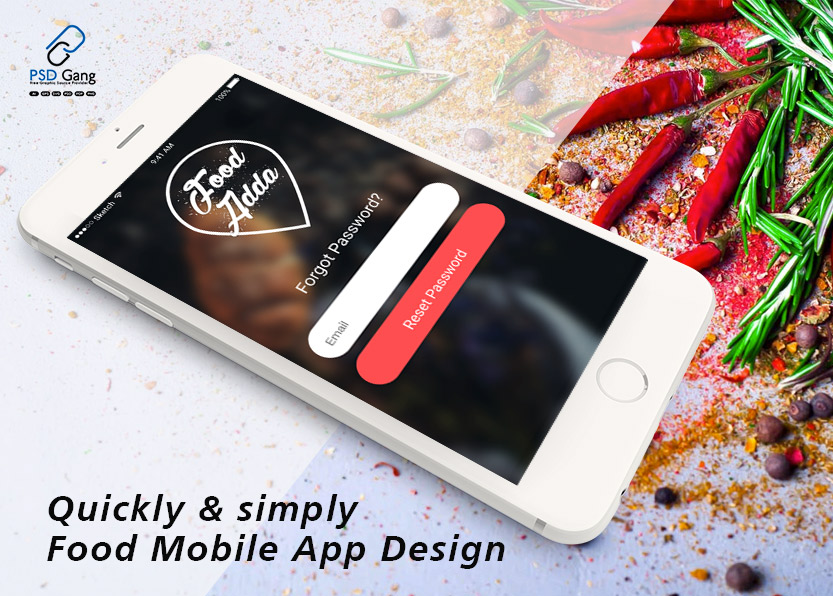 PSD Gang
Free Graphic Source Provider
Sketch
9:41 AM
100%
Food
Adda
Forgot Password?
Email
Reset Password
Quickly & simply
Food Mobile App Design